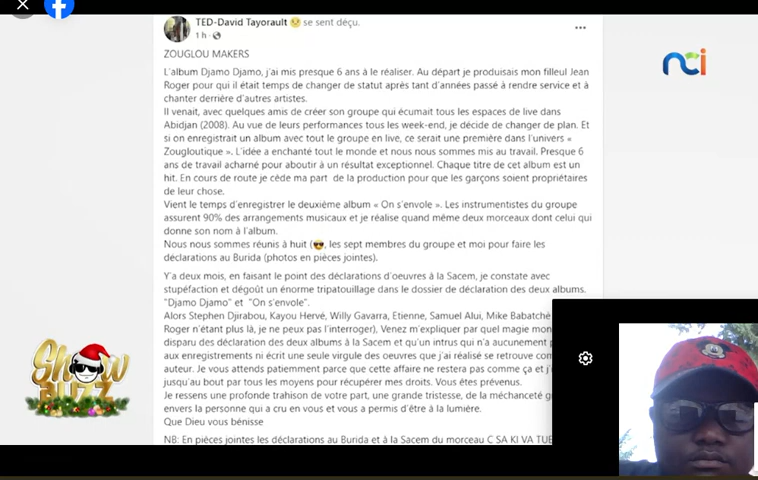 TED-David Tayorault 😔 se sent déçu.
1 h
nci
ZOUGLOU MAKERS
L'album Djamo Djamo, j'ai mis presque 6 ans à le réaliser. Au départ je produisais mon filleul Jean
Roger pour qui il était temps de changer de statut après tant d'années passé à rendre service et à
chanter derrière d'autres artistes.
Il venait, avec quelques amis de créer son groupe qui écumait tous les espaces de live dans
Abidjan (2008). Au vue de leurs performances tous les week-end, je décide de changer de plan. Et
si on enregistrait un album avec tout le groupe en live, ce serait une première dans l'univers «
Zougloutique ». L'idée a enchanté tout le monde et nous nous sommes mis au travail. Presque 6
ans de travail acharné pour aboutir à un résultat exceptionnel. Chaque titre de cet album est un
hit. En cours de route je cède ma part de la production pour que les garçons soient propriétaires
de leur chose.
Vient le temps d'enregistrer le deuxième album « On s'envole ». Les instrumentistes du groupe
assurent 90% des arrangements musicaux et je réalise quand même deux morceaux dont celui qui
donne son nom à l'album.
Nous nous sommes réunis à huit (😎, les sept membres du groupe et moi pour faire les
déclarations au Burida (photos en pièces jointes).
Y'a deux mois, en faisant le point des déclarations d'oeuvres à la Sacem, je constate avec
stupéfaction et dégoût un énorme tripatouillage dans le dossier de déclaration des deux albums.
"Djamo Djamo" et "On s'envole".
Alors Stephen Djirabou, Kayou Hervé, Willy Gavarra, Etienne, Samuel Alui, Mike Babatché
Roger n'étant plus là, je ne peux pas l'interroger), Venez m'expliquer par quel magie mon
disparu des déclaration des deux albums à la Sacem et qu'un intrus qui n'a aucunement
aux enregistrements ni écrit une seule virgule des oeuvres que j'ai réalisé se retrouve
auteur. Je vous attends patiemment parce que cette affaire ne restera pas comme ça et
jusqu'au bout par tous les moyens pour récupérer mes droits. Vous êtes prévenus.
Je ressens une profonde trahison de votre part, une grande tristesse, de la méchanceté
envers la personne qui a cru en vous et vous a permis d'être à la lumière.
Que Dieu vous bénisse
NB: En pièces jointes les déclarations au Burida et à la Sacem du morceau C SA KI VA TUE
Show
BUZZ